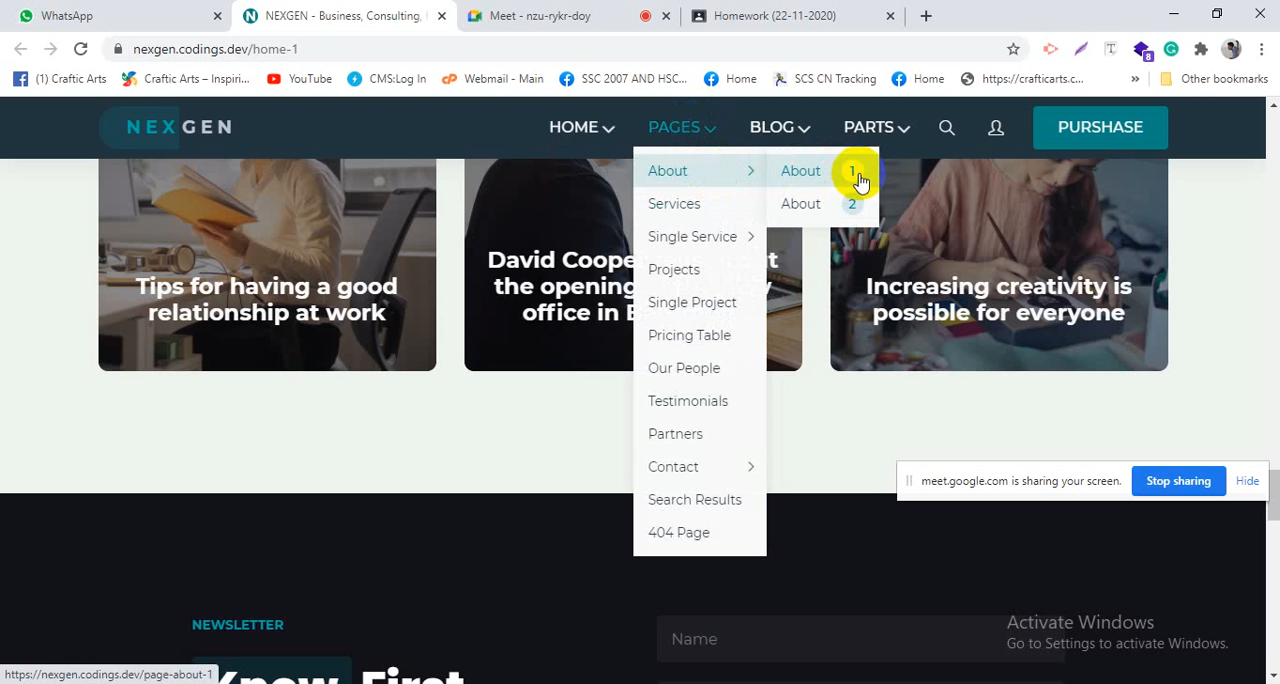 WhatsApp
NEXGEN - Business, Consulting,
Meet - nzu-rykr-doy
Homework (22-11-2020)
nexgen.codings.dev/home-1
8
(1) Craftic Arts
Craftic Arts – Inspiri...
YouTube
CMS:Log In
Webmail - Main
SSC 2007 AND HSC...
Home
SCS CN Tracking
Home
https://crafticarts.c...
»
Other bookmarks
NEXGEN
HOME
PAGES
BLOG
PARTS
PURSHASE
About
About 1
Services
About 2
Single Service
Projects
Single Project
Pricing Table
Our People
Testimonials
Partners
Contact
Search Results
404 Page
Tips for having a good
relationship at work
David Coope
the opening
office in
Increasing creativity is
possible for everyone
meet.google.com is sharing your screen.
Stop sharing
Hide
NEWSLETTER
Know, First
Name
Activate Windows
Go to Settings to activate Windows.
https://nexgen.codings.dev/page-about-1